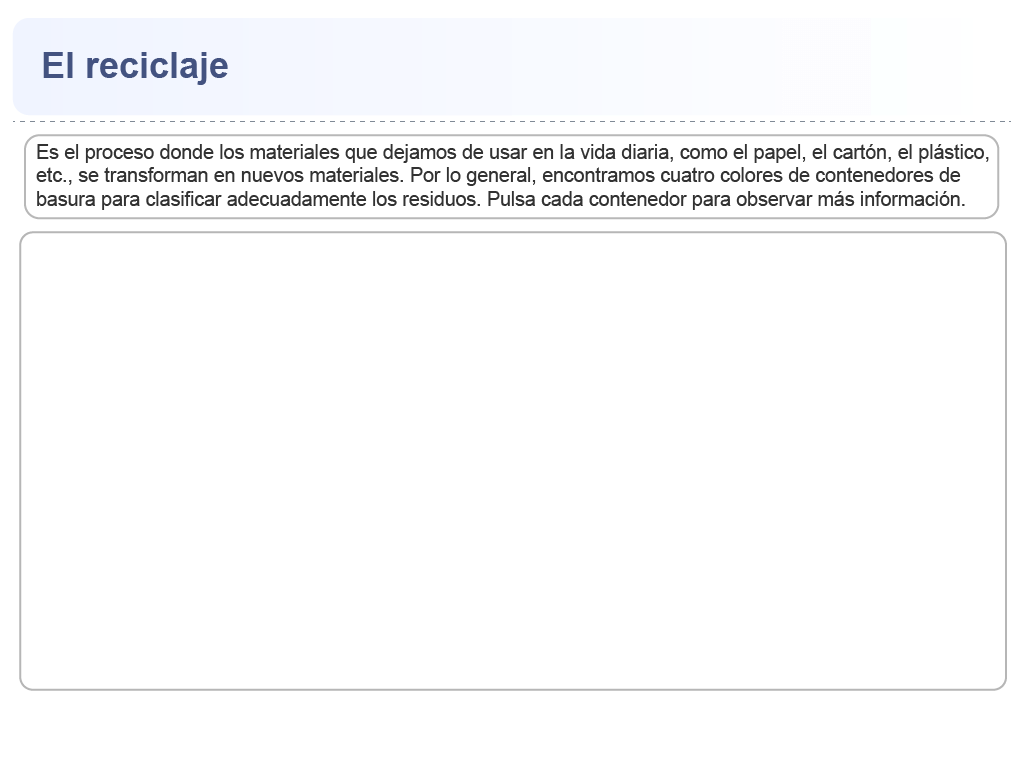 El reciclaje
Es el proceso donde los materiales que dejamos de usar en la vida diaria, como el papel, el cartón, el plástico,
etc., se transforman en nuevos materiales. Por lo general, encontramos cuatro colores de contenedores de
basura para clasificar adecuadamente los residuos. Pulsa cada contenedor para observar más información.